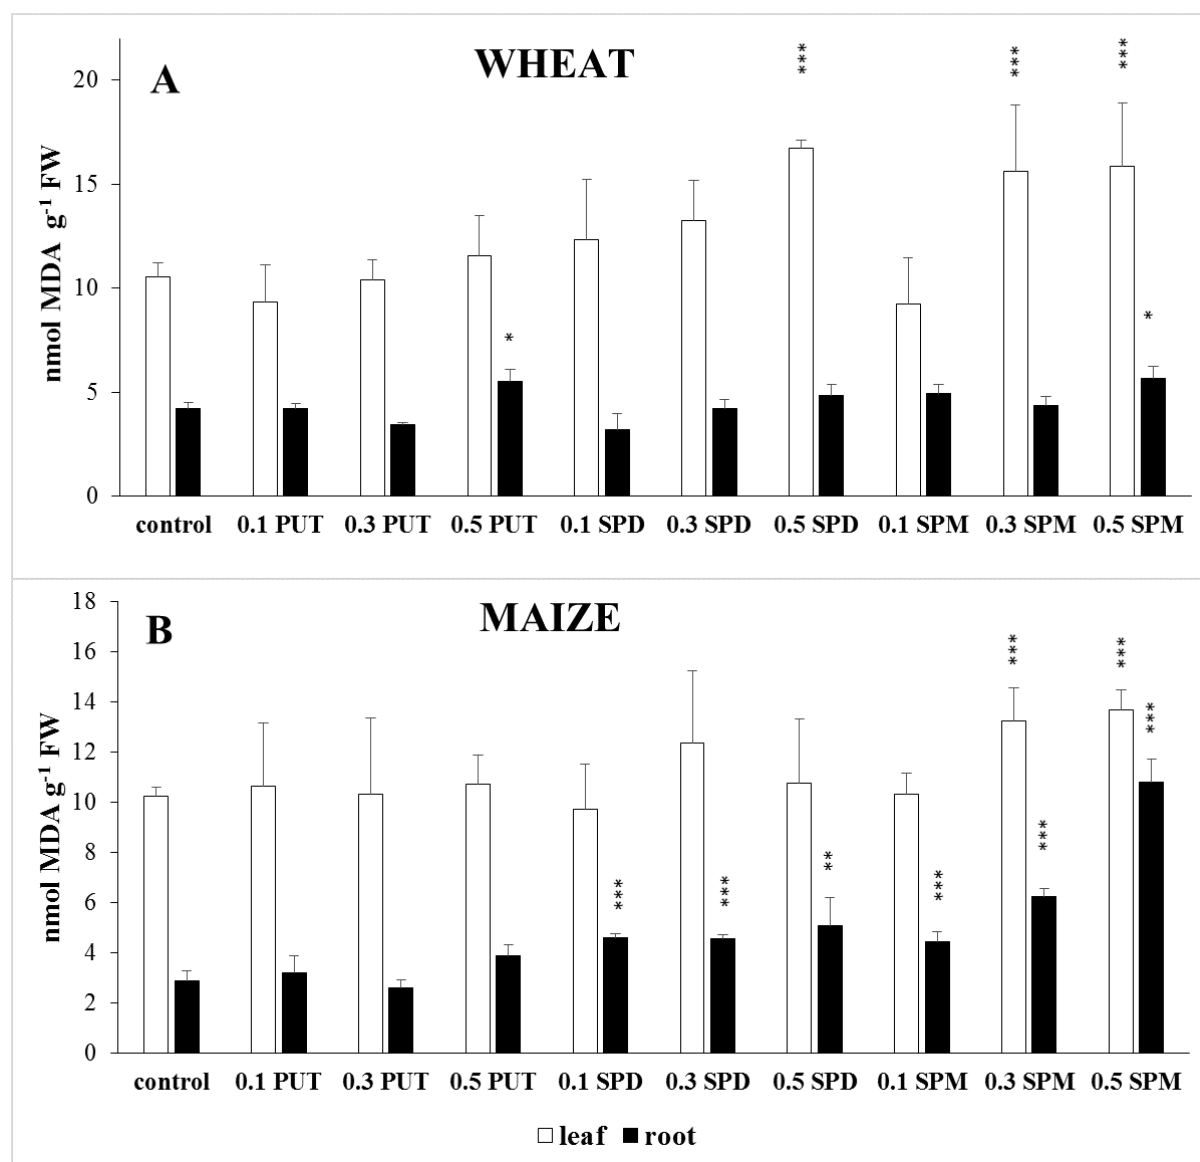 A WHEAT
nmol MDA g-1 FW
20
15
10
5
0
*** *** ***
* *
control 0.1 PUT 0.3 PUT 0.5 PUT 0.1 SPD 0.3 SPD 0.5 SPD 0.1 SPM 0.3 SPM 0.5 SPM
B MAIZE
nmol MDA g-1 FW
18
16
14
12
10
8
6
4
2
0
*** ***
***
*** *** ** *** ***
control 0.1 PUT 0.3 PUT 0.5 PUT 0.1 SPD 0.3 SPD 0.5 SPD 0.1 SPM 0.3 SPM 0.5 SPM
leaf root